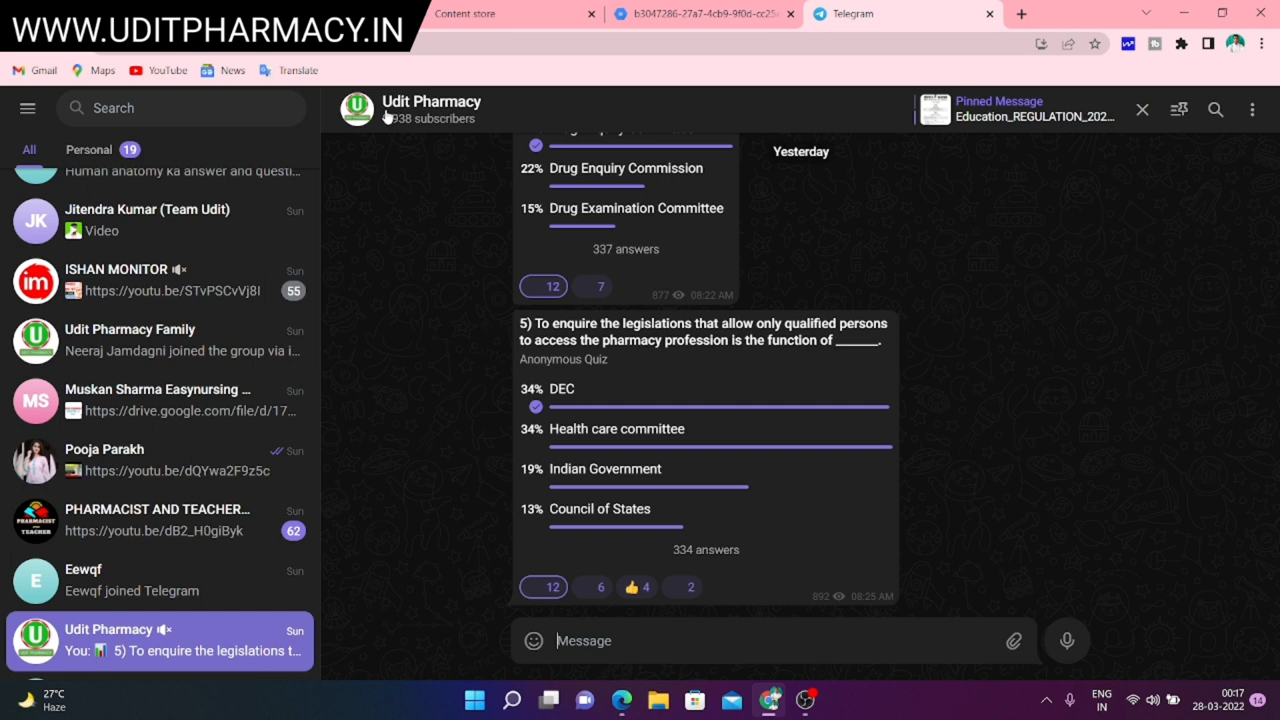 WWW.UDITPHARMACY.IN
Content store
b3047286-27a7-4cb9-9f0d-cc25
Telegram
Gmail
Maps
YouTube
News
Translate
Search
All
Personal 19
Human anatomy ka answer and questi...
Jitendra Kumar (Team Udit) Sun
Video
ISHAN MONITOR Sun
https://youtu.be/STvPSCvVj8I 55
Udit Pharmacy Family Sun
Neeraj Jamdagni joined the group via i...
Muskan Sharma Easynursing ... Sun
https://drive.google.com/file/d/17...
Pooja Parakh Sun
https://youtu.be/dQYwa2F9z5c
PHARMACIST AND TEACHER... Sun
https://youtu.be/dB2_H0giByk 62
Eewqf Sun
Eewqf joined Telegram
Udit Pharmacy Sun
You: 📊 5) To enquire the legislations t...
JK
im
MS
PHARMACIST
TEACHER
E
Udit Pharmacy
938 subscribers
Pinned Message
Education_REGULATION_202...
Yesterday
22% Drug Enquiry Commission
15% Drug Examination Committee
337 answers
12 7
877 08:22 AM
5) To enquire the legislations that allow only qualified persons
to access the pharmacy profession is the function of ______.
Anonymous Quiz
34% DEC
34% Health care committee
19% Indian Government
13% Council of States
334 answers
12 6 👍 4 2
892 08:25 AM
Message
27°C
Haze
ENG
IN
00:17
28-03-2022
14